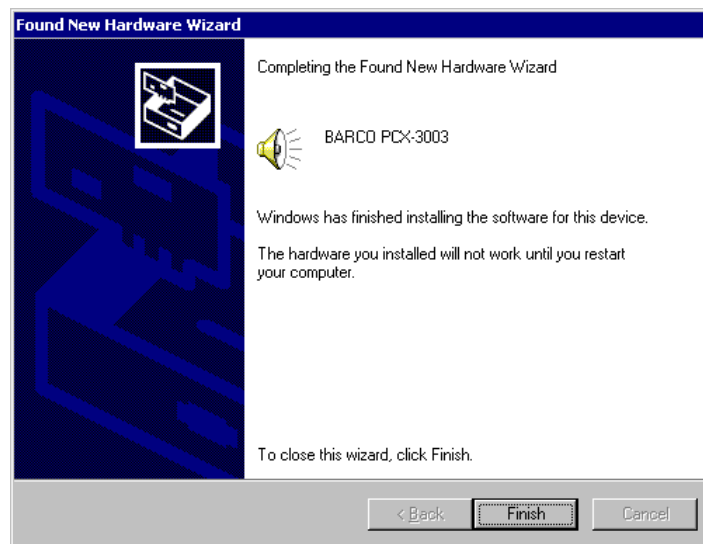 Found New Hardware Wizard
Completing the Found New Hardware Wizard
BARCO PCX-3003
Windows has finished installing the software for this device.
The hardware you installed will not work until you restart
your computer.
To close this wizard, click Finish.
< Back
Finish
Cancel